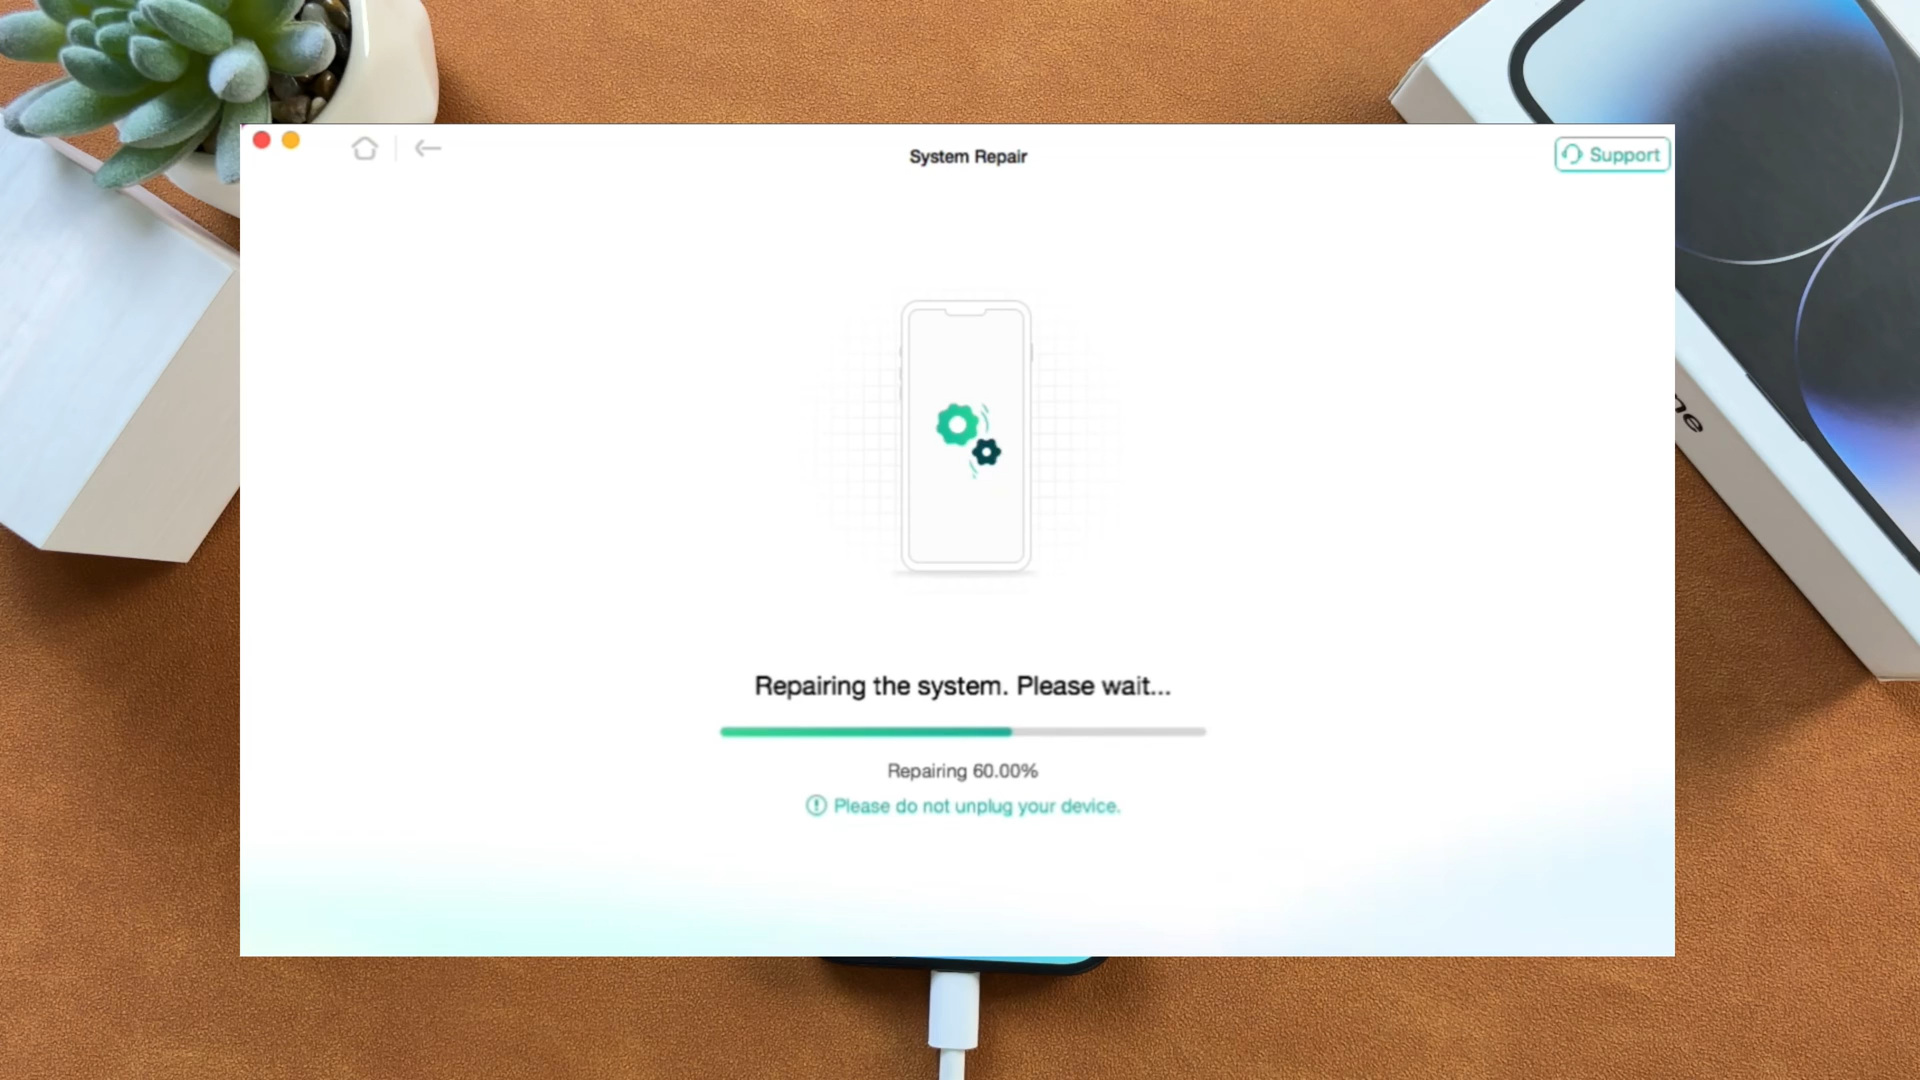 System Repair
Support
Repairing the system. Please wait...
Repairing 60.00%
Please do not unplug your device.